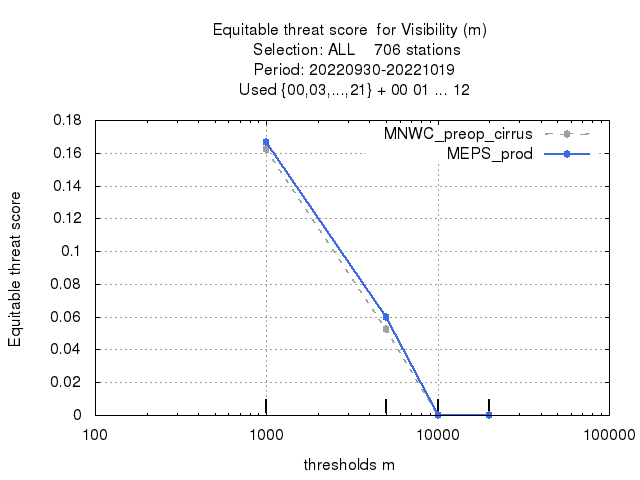 Equitable threat score  for Visibility (m)
Selection: ALL    706 stations
Period: 20220930-20221019
Used {00,03,...,21} + 00 01 ... 12
MNWC_preop_cirrus
MEPS_prod
Equitable threat score
0.18
0.16
0.14
0.12
0.1
0.08
0.06
0.04
0.02
0
100 1000 10000 100000
thresholds m